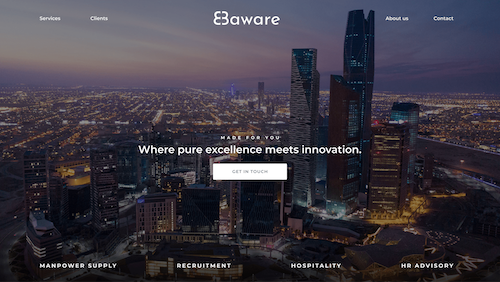 Services
Clients
Baware
About us
Contact
MADE FOR YOU
Where pure excellence meets innovation.
GET IN TOUCH
MANPOWER SUPPLY
RECRUITMENT
HOSPITALITY
HR ADVISORY